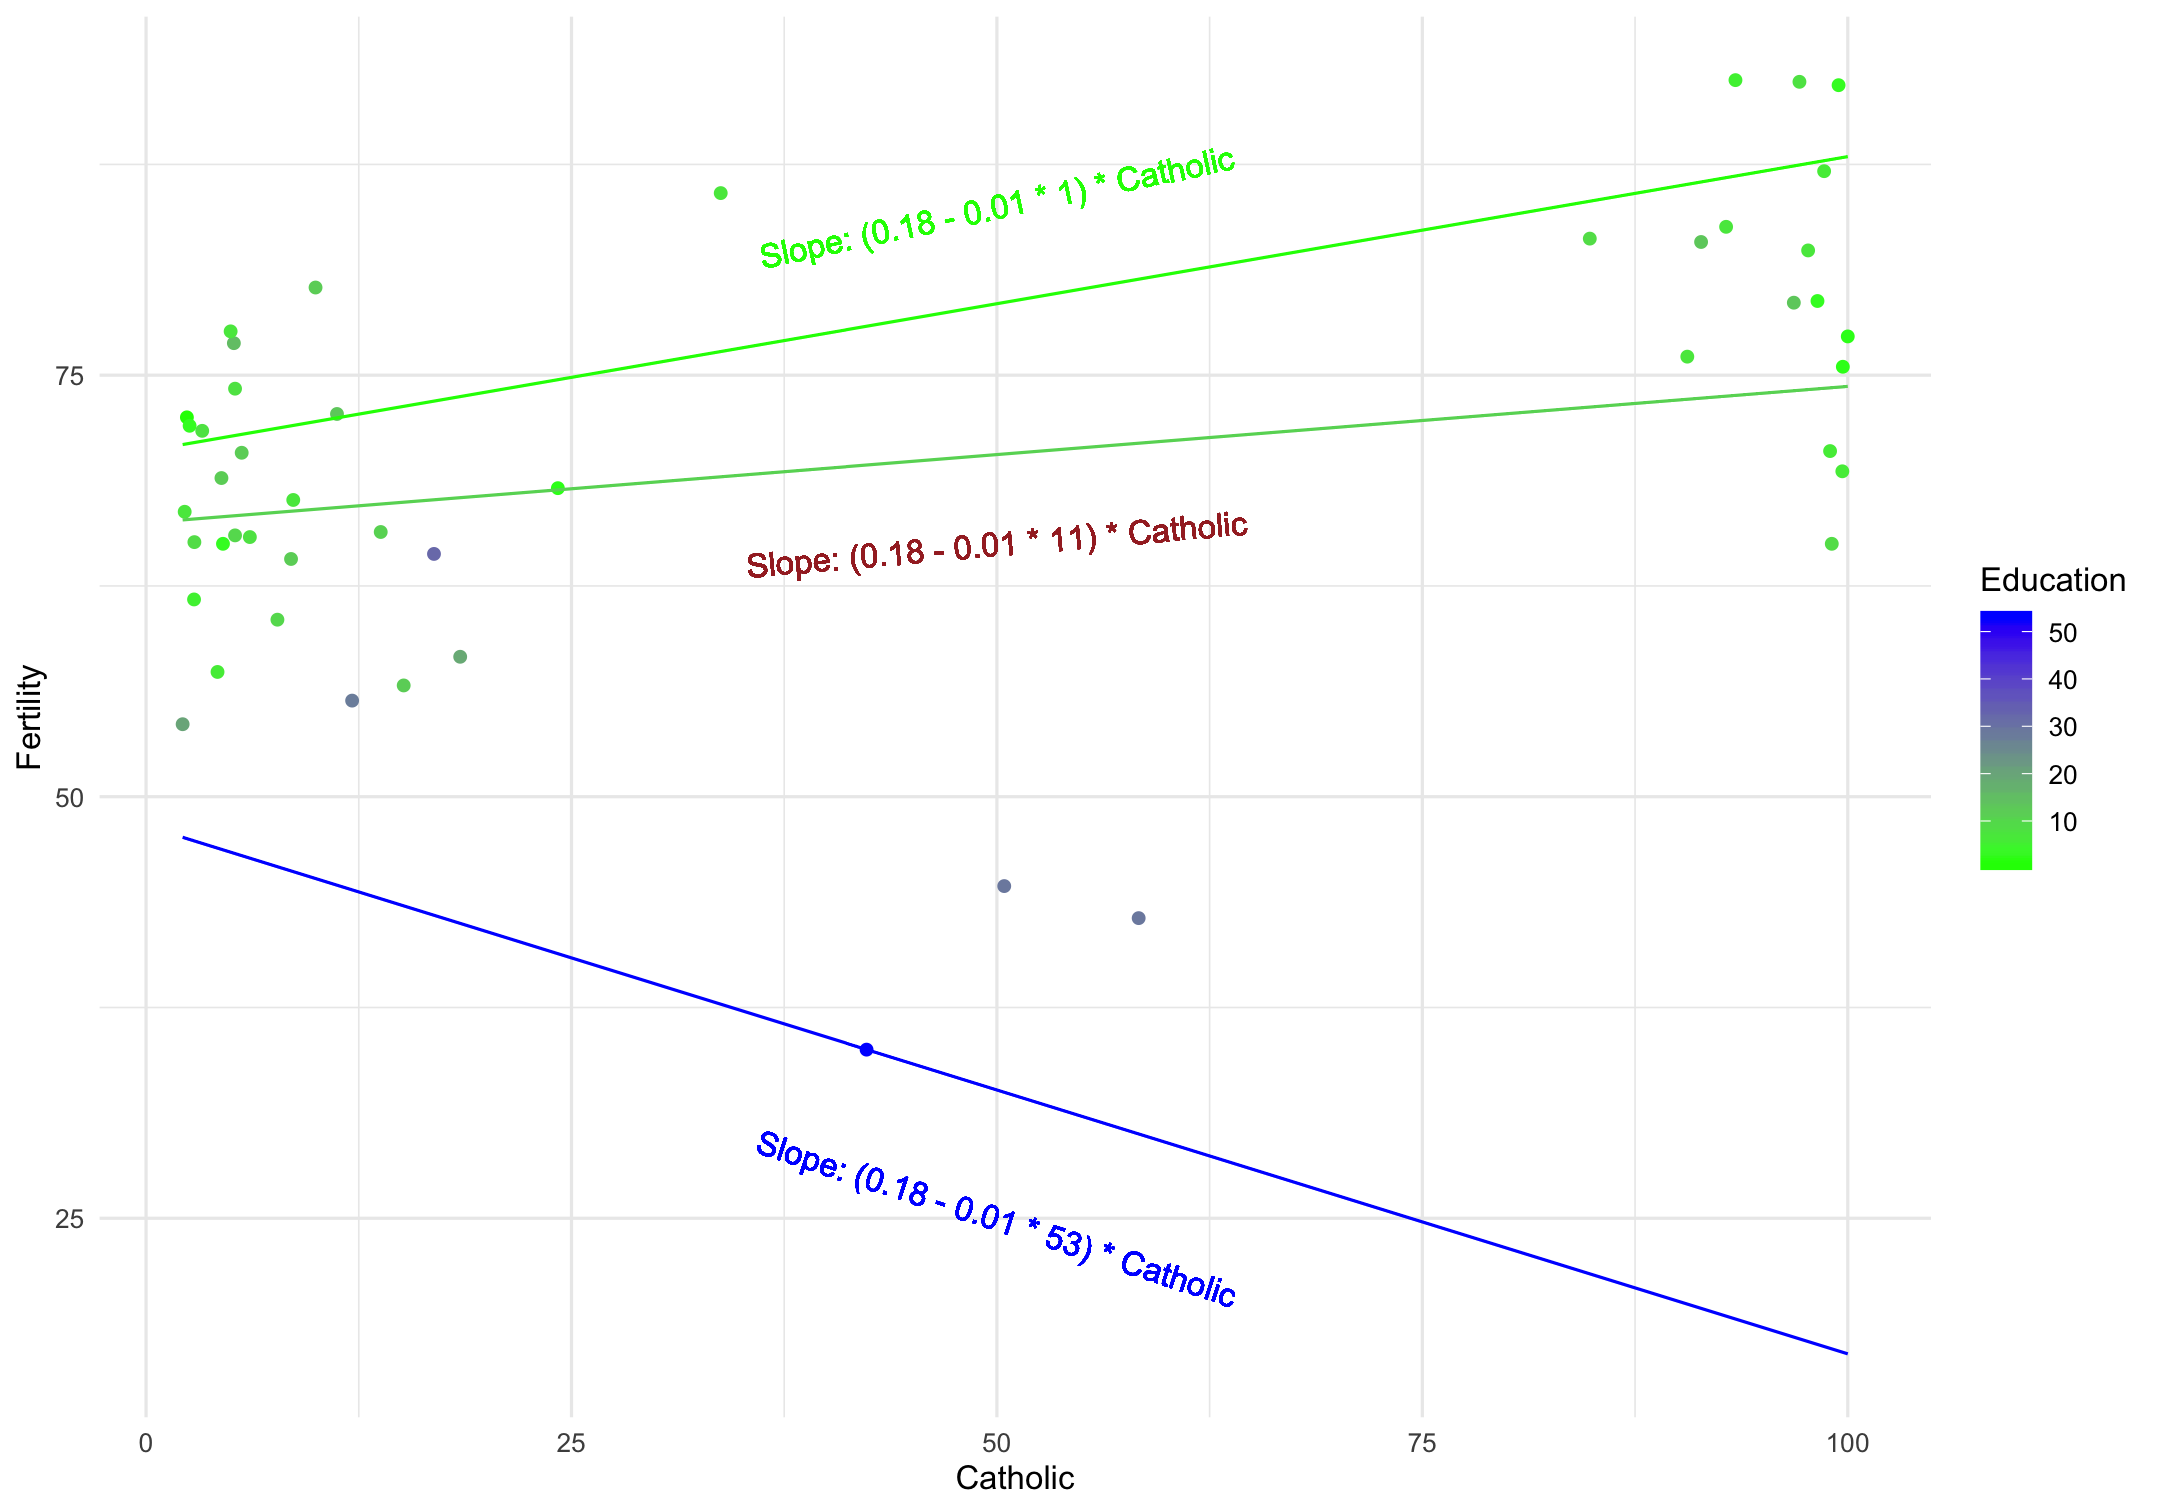 Slope: (0.18 - 0.01 * 1) * Catholic
Slope: (0.18 - 0.01 * 11) * Catholic
Slope: (0.18 - 0.01 * 53) * Catholic
Fertility
75
50
25
0
25
50
75
100
Catholic
Education
50
40
30
20
10